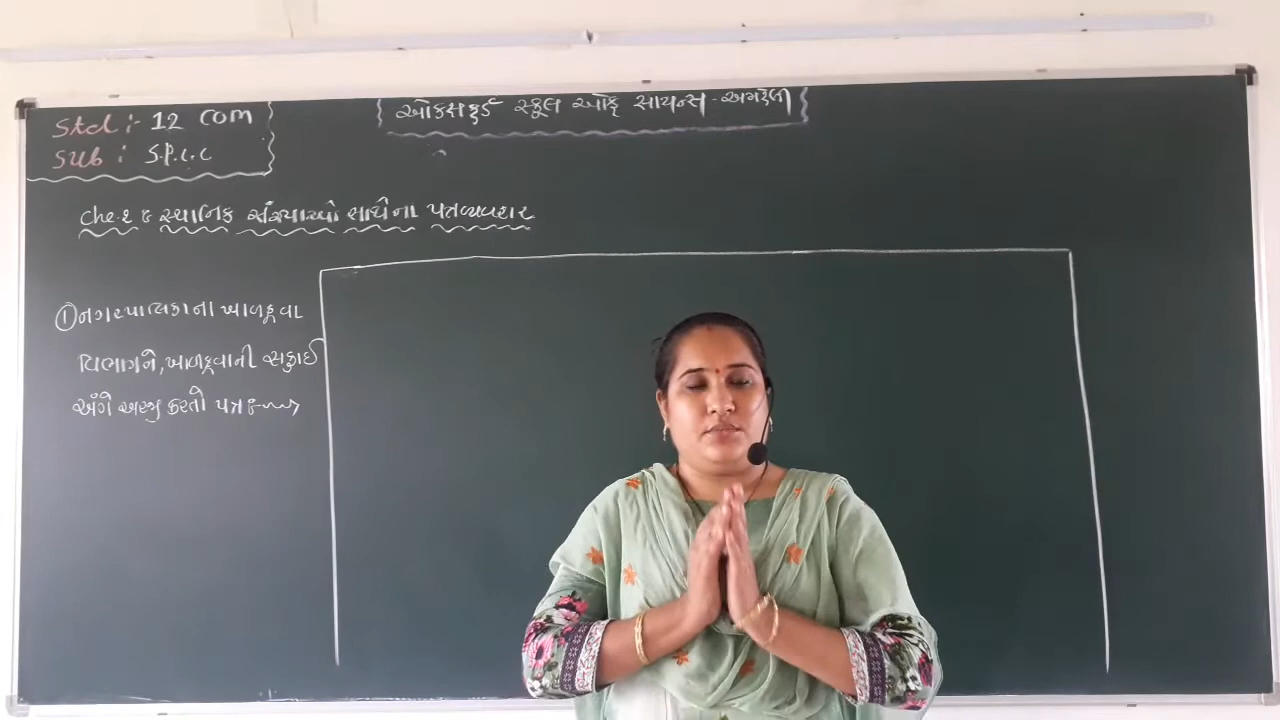 Std :- 12 com
ઓક્સફર્ડ સ્કૂલ ઓફ સાયન્સ - અમરેલી
Sub : S.P.C.C
che.2 : સ્થાનિક સંસ્થાઓ સાથેના પત્રવ્યવહાર
① નગરપાલિકાના ખાળકૂવા
વિભાગને, ખાળકૂવાની સફાઈ
અંગે અરજી કરતો પત્ર :